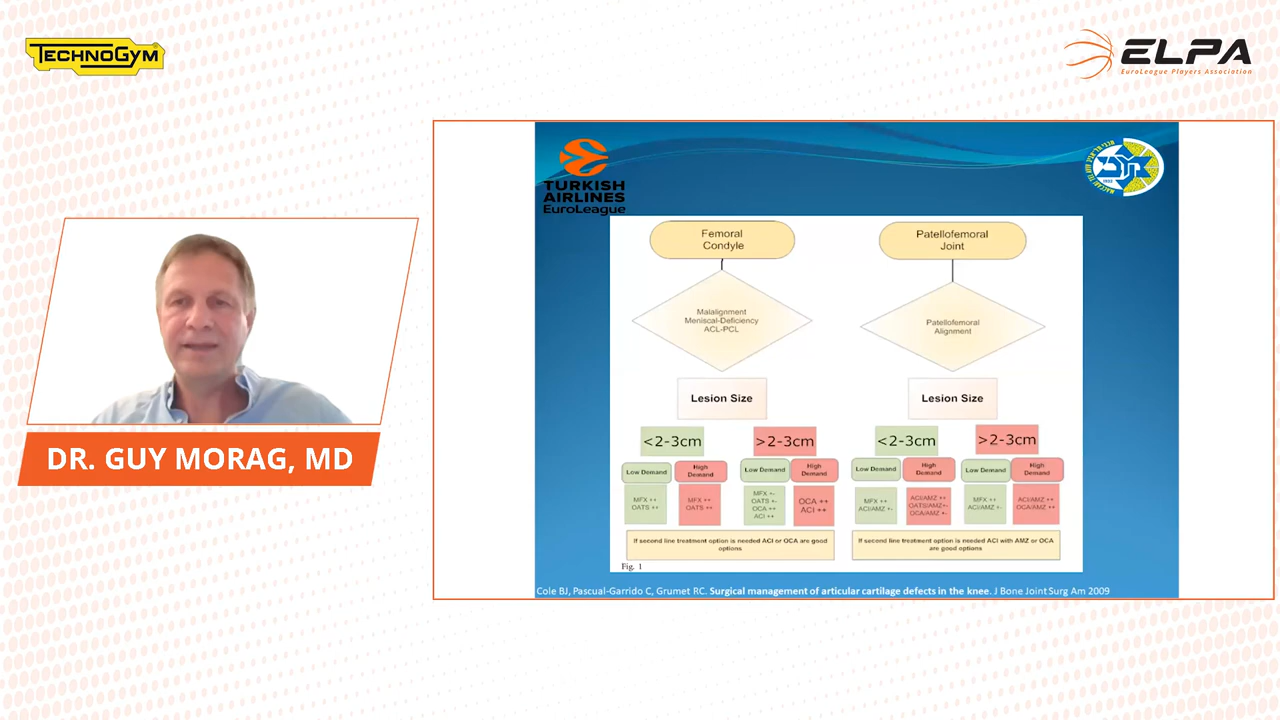 TECHNOGYM
ELPA
EuroLeague Players Association
TURKISH
AIRLINES
EuroLeague
Femoral
Condyle
Malalignment
Meniscal-Deficiency
ACL-PCL
Lesion Size
<2-3cm
>2-3cm
Low Demand
High
Demand
Low Demand
High
Demand
MFX ++
OATS ++
MFX ++
OATS ++
MFX +-
OATS +-
OCA ++
ACI ++
OCA ++
ACI ++
If second line treatment option is needed ACI or OCA are good
options
Fig. 1
Patellofemoral
Joint
Patellofemoral
Alignment
Lesion Size
<2-3cm
>2-3cm
Low Demand
High
Demand
Low Demand
High
Demand
MFX ++
ACI/AMZ +-
ACI/AMZ ++
OATS/AMZ+-
OCA/AMZ +-
MFX ++
ACI/AMZ +-
ACI/AMZ ++
OCA/AMZ ++
If second line treatment option is needed ACI with AMZ or OCA
are good options
Cole BJ, Pascual-Garrido C, Grumet RC. Surgical management of articular cartilage defects in the knee. J Bone Joint Surg Am 2009
DR. GUY MORAG, MD